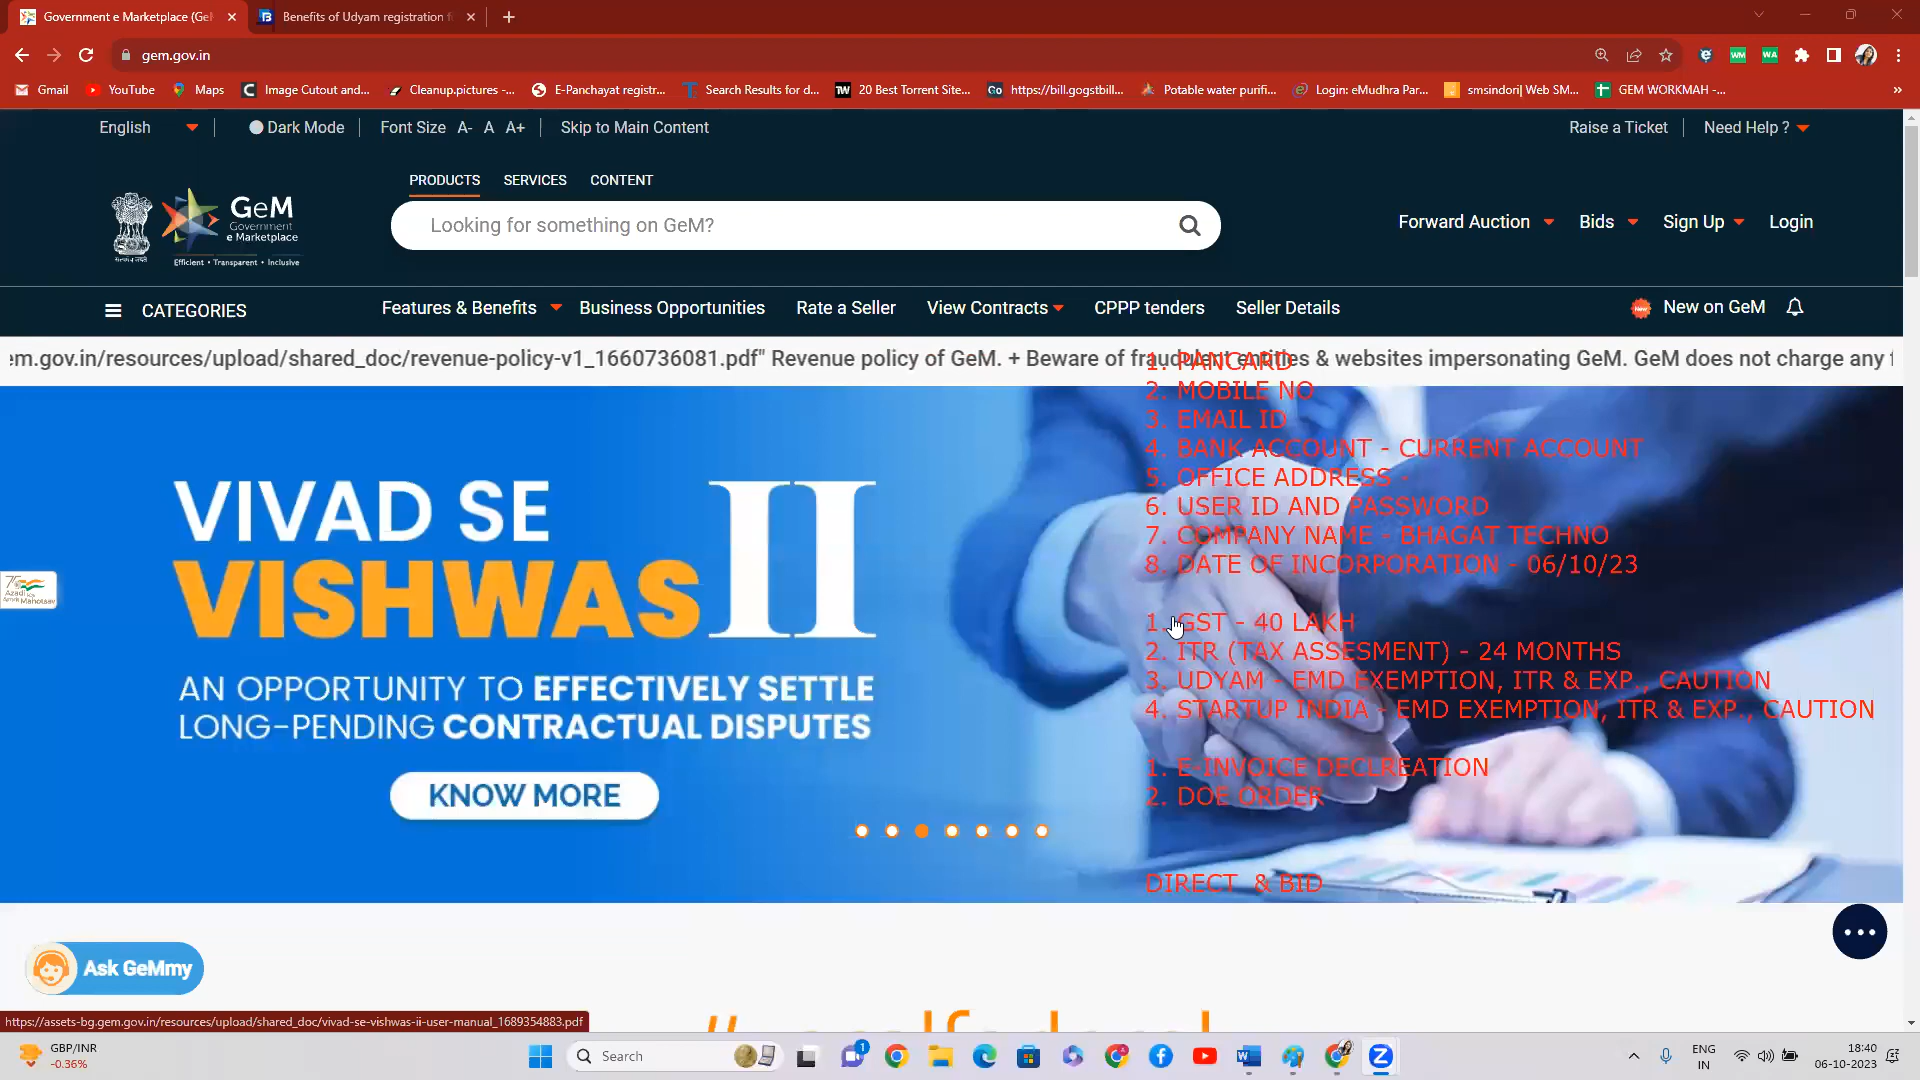 Government e Marketplace (GeM
Benefits of Udyam registration f
gem.gov.in
Gmail
YouTube
Maps
Image Cutout and...
Cleanup.pictures -...
E-Panchayat registr...
Search Results for d...
20 Best Torrent Site...
https://bill.gogstbill...
Potable water purifi...
Login: eMudhra Par...
smsindori| Web SM...
GEM WORKMAH -...
English
Dark Mode
Font Size A- A A+
Skip to Main Content
Raise a Ticket
Need Help ?
PRODUCTS SERVICES CONTENT
GeM
Government
e Marketplace
Efficient • Transparent • Inclusive
सत्यमेव जयते
Looking for something on GeM?
Forward Auction
Bids
Sign Up
Login
CATEGORIES
Features & Benefits
Business Opportunities
Rate a Seller
View Contracts
CPPP tenders
Seller Details
New on GeM
em.gov.in/resources/upload/shared_doc/revenue-policy-v1_1660736081.pdf" Revenue policy of GeM. + Beware of fraudulent entities & websites impersonating GeM. GeM does not charge any f
1. PANCARD
2. MOBILE NO
3. EMAIL ID
4. BANK ACCOUNT - CURRENT ACCOUNT
5. OFFICE ADDRESS -
6. USER ID AND PASSWORD
7. COMPANY NAME - BHAGAT TECHNO
8. DATE OF INCORPORATION - 06/10/23
1. GST - 40 LAKH
2. ITR (TAX ASSESMENT) - 24 MONTHS
3. UDYAM - EMD EXEMPTION, ITR & EXP., CAUTION
4. STARTUP INDIA - EMD EXEMPTION, ITR & EXP., CAUTION
1. E-INVOICE DECLREATION
2. DOE ORDER
DIRECT & BID
VIVAD SE
VISHWAS II
AN OPPORTUNITY TO EFFECTIVELY SETTLE
LONG-PENDING CONTRACTUAL DISPUTES
KNOW MORE
Azadi Ka
Amrit Mahotsav
Ask GeMmy
https://assets-bg.gem.gov.in/resources/upload/shared_doc/vivad-se-vishwas-ii-user-manual_1689354883.pdf
GBP/INR
-0.36%
Search
1
ENG
IN
18:40
06-10-2023